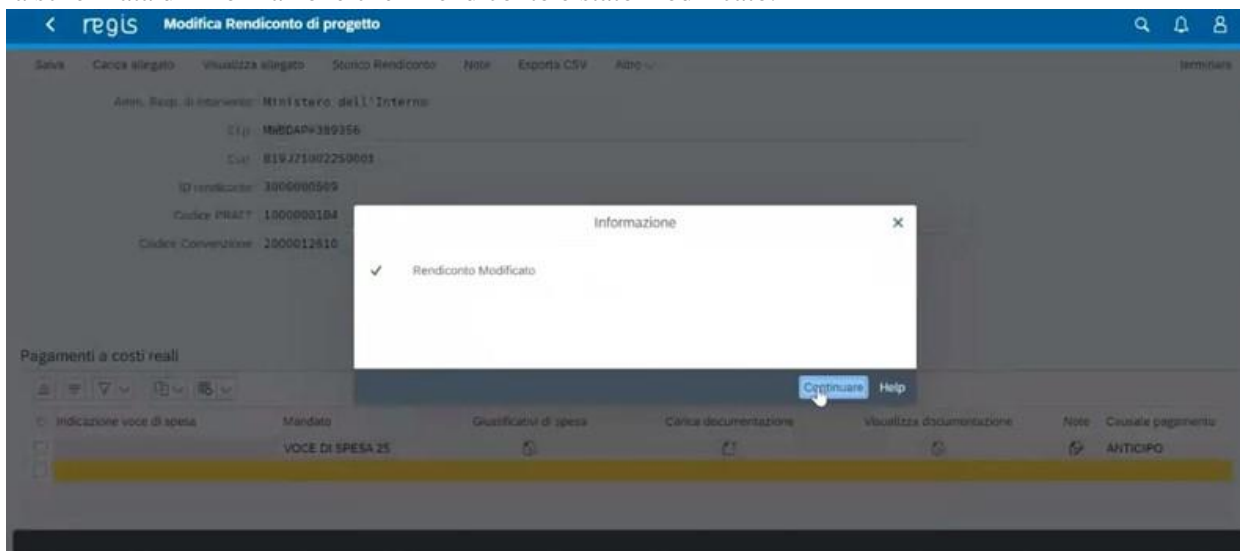 regis Modifica Rendiconto di progetto
Salva Carica allegato Visualizza allegato Storico Rendiconto Note Esporta CSV Altro terminare
Amm. Resp. di Intervento: Ministero dell'Interno
Clp:
Cup:
ID rendiconto: 3000000509
Codice PRATT: 1000000104
Codice Convenzione: 2000012610
Informazione
Rendiconto Modificato
Continuare Help
Pagamenti a costi reali
Indicazione voce di spesa Mandato Giustificativi di spesa Carica documentazione Visualizza documentazione Note Causale pagamento
VOCE DI SPESA 25 ANTICIPO